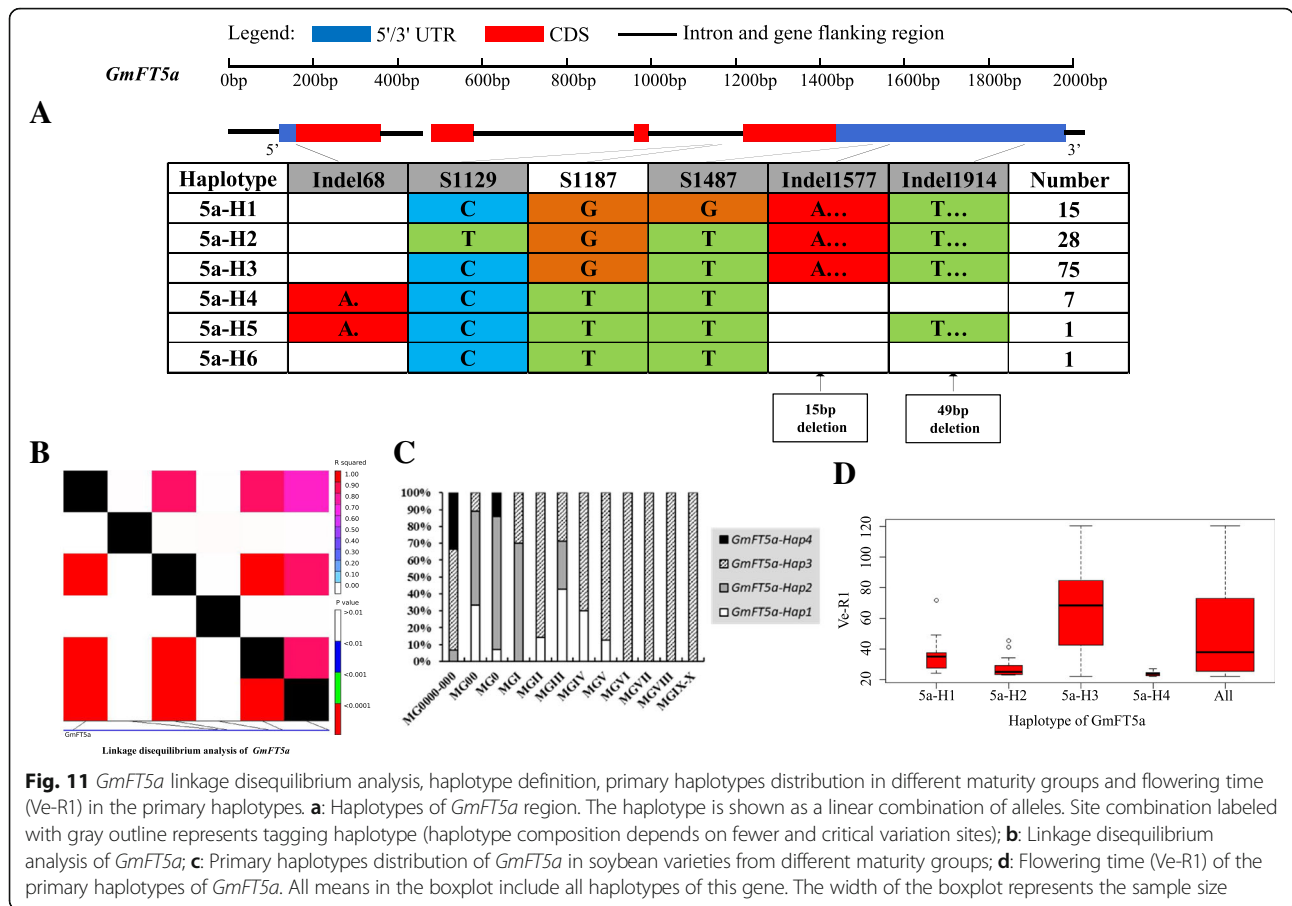 Legend: 5'/3' UTR CDS Intron and gene flanking region
GmFT5a 0bp 200bp 400bp 600bp 800bp 1000bp 1200bp 1400bp 1600bp 1800bp 2000bp
A
5’ 3’
Haplotype Indel68 S1129 S1187 S1487 Indel1577 Indel1914 Number
5a-H1 C G G A… T… 15
5a-H2 T G T A… T… 28
5a-H3 C G T A… T… 75
5a-H4 A. C T T 7
5a-H5 A. C T T T… 1
5a-H6 C T T 1
15bp deletion
49bp deletion
B
R squared
1.00
0.90
0.80
0.70
0.60
0.50
0.40
0.30
0.20
0.10
0.00
P value
>0.01
<0.01
<0.001
<0.0001
GmFT5a
Linkage disequilibrium analysis of GmFT5a
C
100%
90%
80%
70%
60%
50%
40%
30%
20%
10%
0%
MG0000-000 MG00 MG0 MGI MGII MGIII MGIV MGV MGVI MGVII MGVIII MGIX-X
GmFT5a-Hap4
GmFT5a-Hap3
GmFT5a-Hap2
GmFT5a-Hap1
D
Ve-R1
120
100
80
60
40
20
5a-H1 5a-H2 5a-H3 5a-H4 All
Haplotype of GmFT5a
Fig. 11 GmFT5a linkage disequilibrium analysis, haplotype definition, primary haplotypes distribution in different maturity groups and flowering time
(Ve-R1) in the primary haplotypes. a: Haplotypes of GmFT5a region. The haplotype is shown as a linear combination of alleles. Site combination labeled
with gray outline represents tagging haplotype (haplotype composition depends on fewer and critical variation sites); b: Linkage disequilibrium
analysis of GmFT5a; c: Primary haplotypes distribution of GmFT5a in soybean varieties from different maturity groups; d: Flowering time (Ve-R1) of the
primary haplotypes of GmFT5a. All means in the boxplot include all haplotypes of this gene. The width of the boxplot represents the sample size